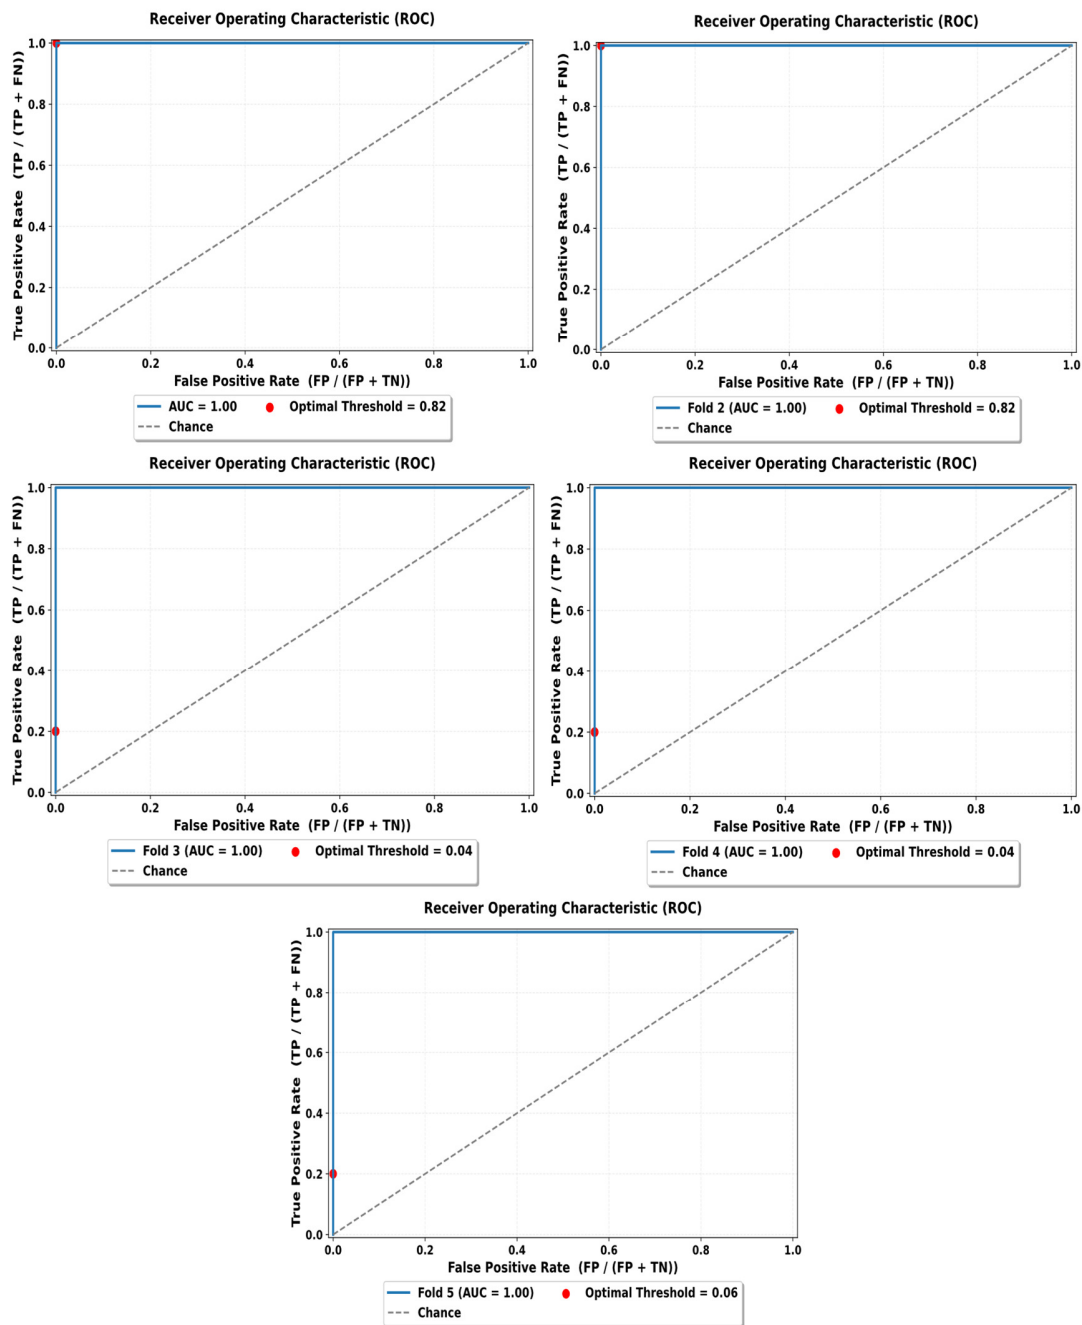 Receiver Operating Characteristic (ROC)
True Positive Rate (TP / (TP + FN))
1.0
0.8
0.6
0.4
0.2
0.0
0.0 0.2 0.4 0.6 0.8 1.0
False Positive Rate (FP / (FP + TN))
AUC = 1.00 Optimal Threshold = 0.82
Chance
Receiver Operating Characteristic (ROC)
True Positive Rate (TP / (TP + FN))
1.0
0.8
0.6
0.4
0.2
0.0
0.0 0.2 0.4 0.6 0.8 1.0
False Positive Rate (FP / (FP + TN))
Fold 2 (AUC = 1.00) Optimal Threshold = 0.82
Chance
Receiver Operating Characteristic (ROC)
True Positive Rate (TP / (TP + FN))
1.0
0.8
0.6
0.4
0.2
0.0
0.0 0.2 0.4 0.6 0.8 1.0
False Positive Rate (FP / (FP + TN))
Fold 3 (AUC = 1.00) Optimal Threshold = 0.04
Chance
Receiver Operating Characteristic (ROC)
True Positive Rate (TP / (TP + FN))
1.0
0.8
0.6
0.4
0.2
0.0
0.0 0.2 0.4 0.6 0.8 1.0
False Positive Rate (FP / (FP + TN))
Fold 4 (AUC = 1.00) Optimal Threshold = 0.04
Chance
Receiver Operating Characteristic (ROC)
True Positive Rate (TP / (TP + FN))
1.0
0.8
0.6
0.4
0.2
0.0
0.0 0.2 0.4 0.6 0.8 1.0
False Positive Rate (FP / (FP + TN))
Fold 5 (AUC = 1.00) Optimal Threshold = 0.06
Chance